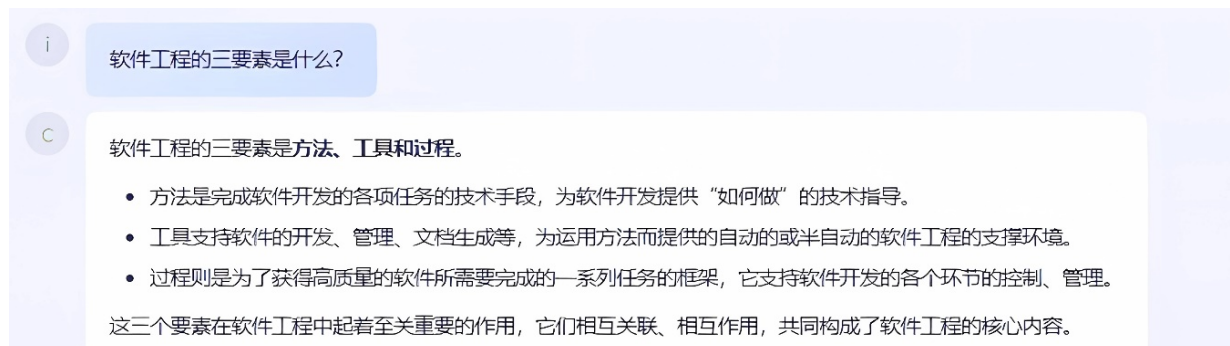 i
软件工程的三要素是什么?
C
软件工程的三要素是方法、工具和过程。
• 方法是完成软件开发的各项任务的技术手段，为软件开发提供“如何做”的技术指导。
• 工具支持软件的开发、管理、文档生成等，为运用方法而提供的自动的或半自动的软件工程的支撑环境。
• 过程则是为了获得高质量的软件所需要完成的一系列任务的框架，它支持软件开发的各个环节的控制、管理。
这三个要素在软件工程中起着至关重要的作用，它们相互关联、相互作用，共同构成了软件工程的核心内容。